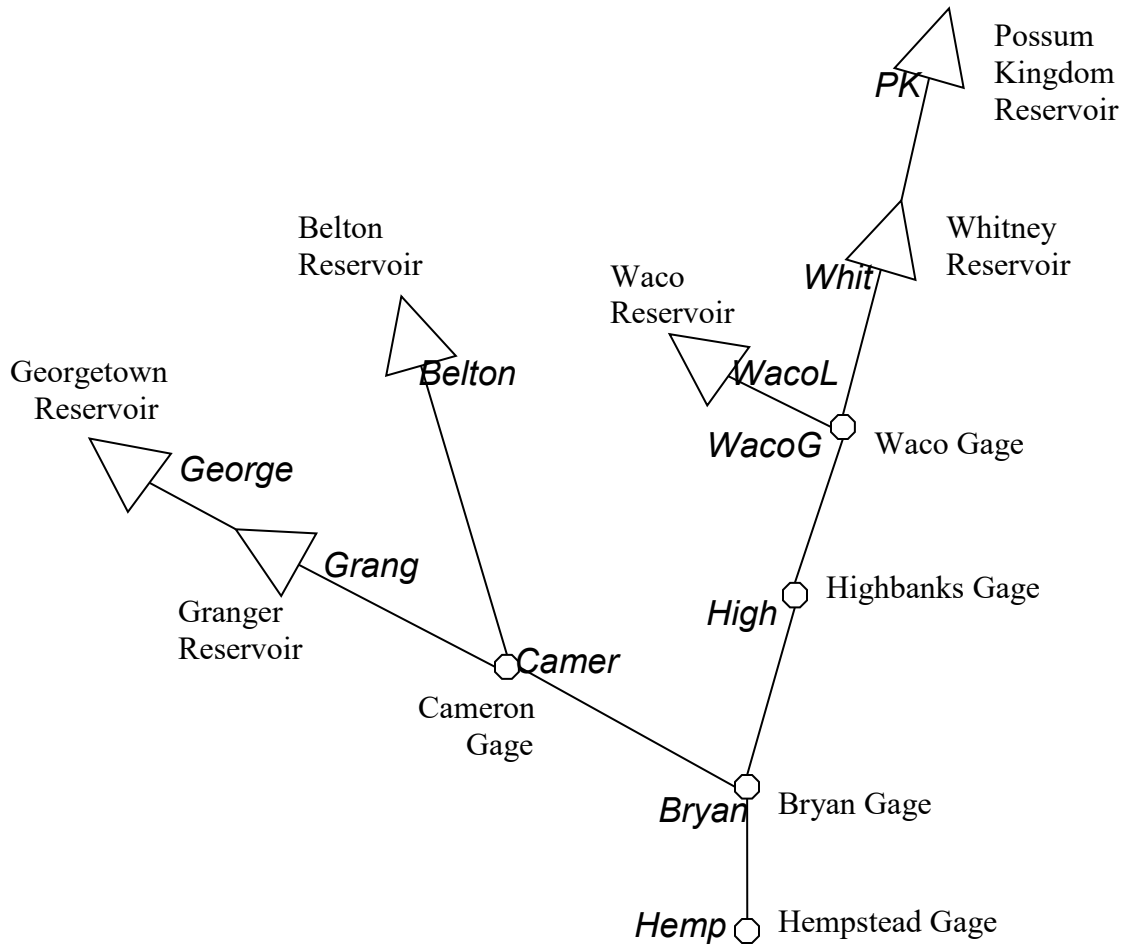 Possum
Kingdom
Reservoir
PK
Belton
Reservoir
Whitney
Reservoir
Whit
Waco
Reservoir
Georgetown
Reservoir
Belton
WacoL
WacoG
Waco Gage
George
Grang
Granger
Reservoir
High
Highbanks Gage
Camer
Cameron
Gage
Bryan
Bryan Gage
Hemp
Hempstead Gage